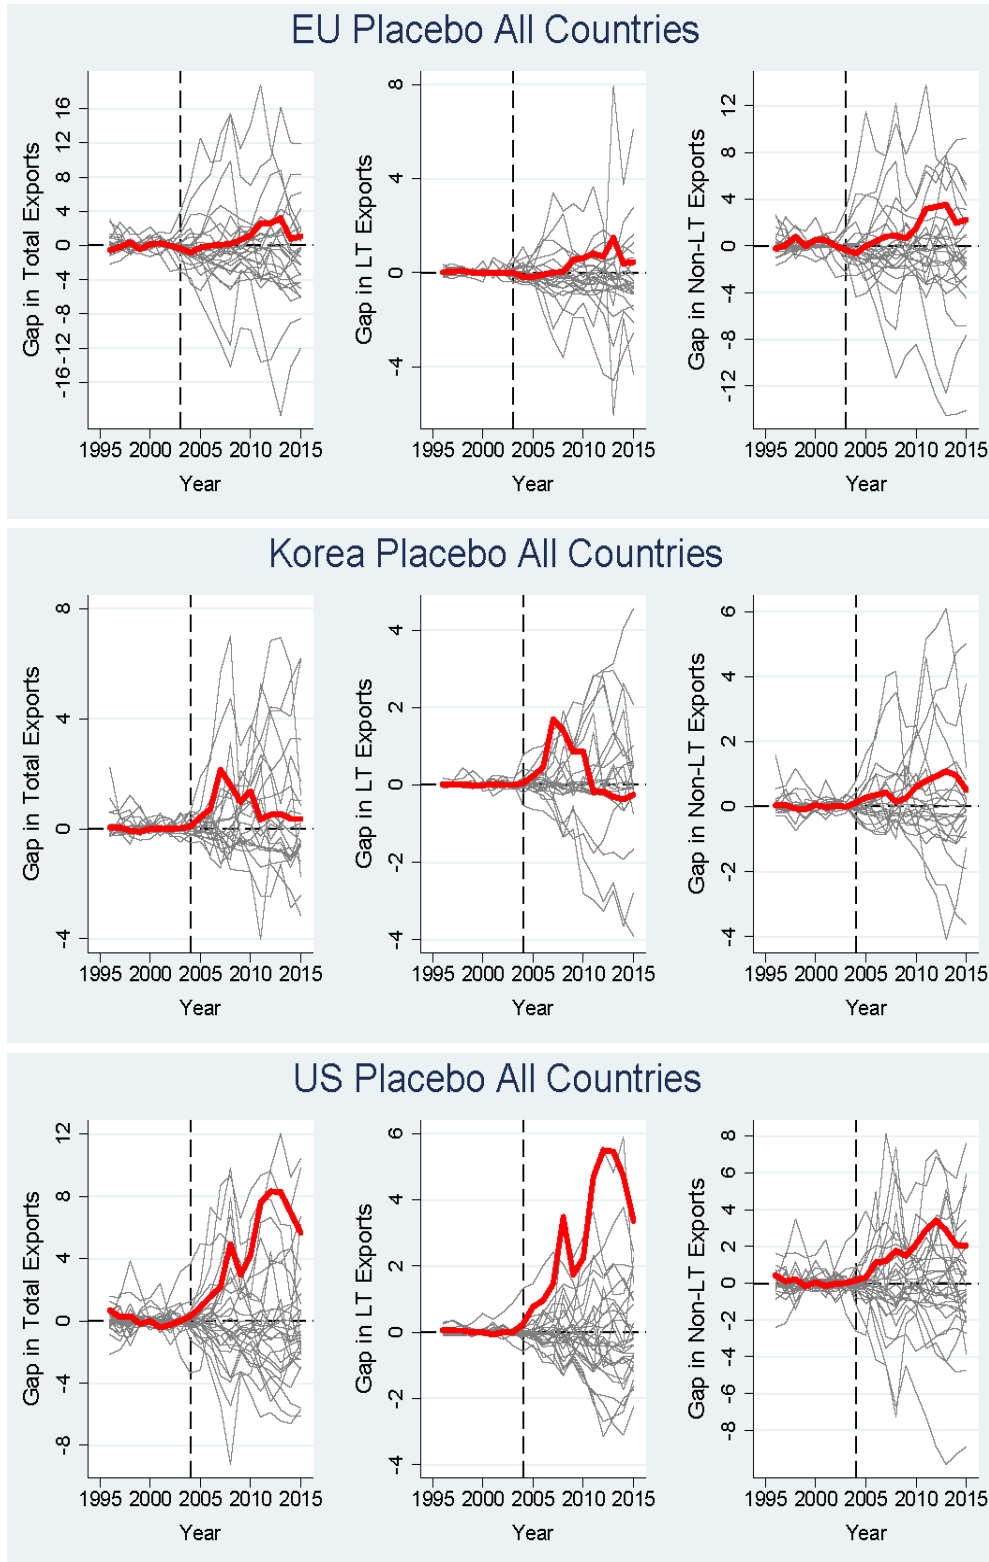 EU Placebo All Countries
Gap in Total Exports
16
12
8
4
0
-4
-8
-12
-16
1995 2000 2005 2010 2015
Year
Gap in LT Exports
8
4
0
-4
1995 2000 2005 2010 2015
Year
Gap in Non-LT Exports
12
8
4
0
-4
-8
-12
1995 2000 2005 2010 2015
Year
Korea Placebo All Countries
Gap in Total Exports
8
4
0
-4
1995 2000 2005 2010 2015
Year
Gap in LT Exports
4
2
0
-2
-4
1995 2000 2005 2010 2015
Year
Gap in Non-LT Exports
6
4
2
0
-2
-4
1995 2000 2005 2010 2015
Year
US Placebo All Countries
Gap in Total Exports
12
8
4
0
-4
-8
1995 2000 2005 2010 2015
Year
Gap in LT Exports
6
4
2
0
-2
-4
1995 2000 2005 2010 2015
Year
Gap in Non-LT Exports
8
6
4
2
0
-2
-4
-6
-8
1995 2000 2005 2010 2015
Year